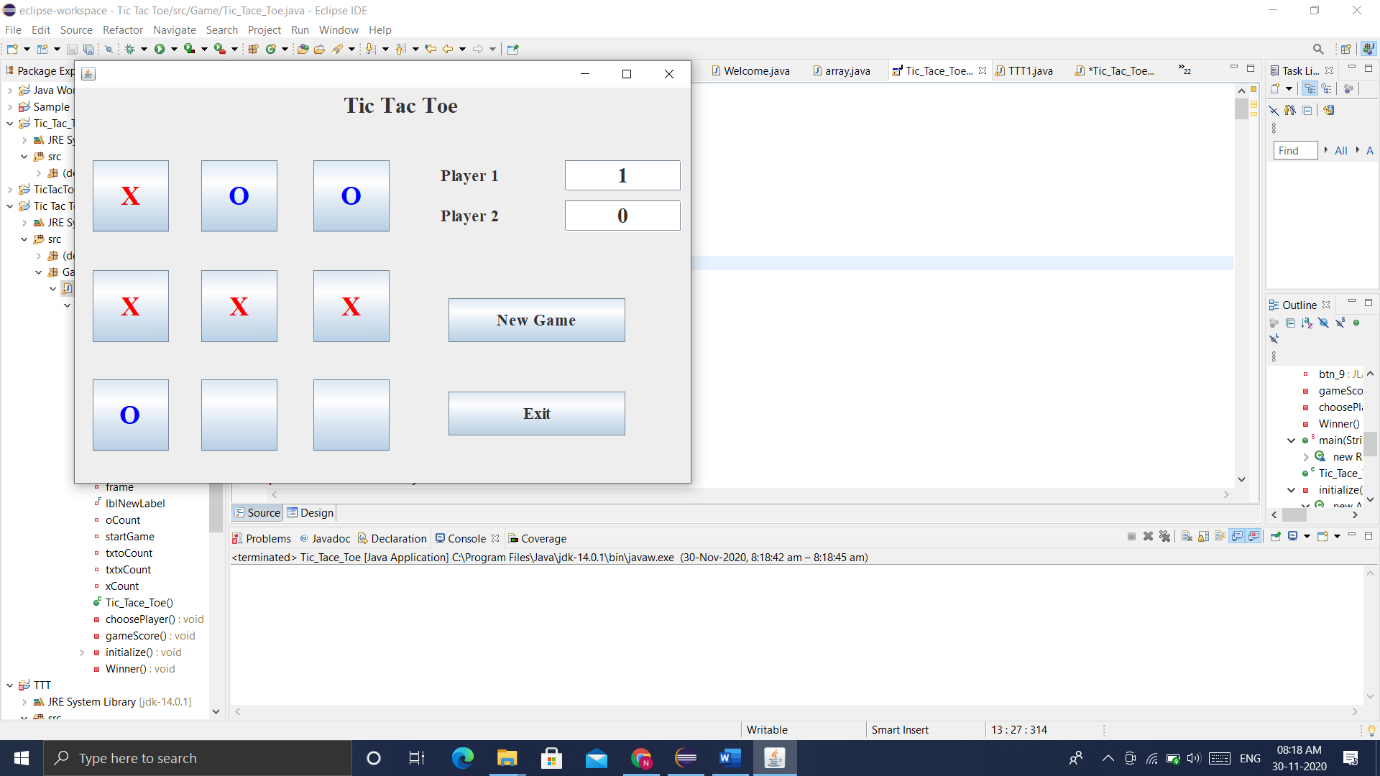 eclipse-workspace - Tic Tac Toe/src/Game/Tic_Tace_Toe.java - Eclipse IDE
File Edit Source Refactor Navigate Search Project Run Window Help
Package Exp
Welcome.java
array.java
Tic_Tace_Toe...
TTT1.java
*Tic_Tac_Toe...
22
Task Li...
Java Wo
Sample
Tic_Tac_T
JRE Sy
src
(de
TicTacTo
Tic Tac T
JRE Sy
src
(de
Ga
Tic Tac Toe
X O O
X X X
O
Player 1 1
Player 2 0
New Game
Exit
Find All A
Outline
btn_9 : JLa
gameSco
choosePla
Winner()
main(Stri
new R
Tic_Tace_
initialize(
new A
frame
lblNewLabel
oCount
startGame
txtoCount
txtxCount
xCount
Tic_Tace_Toe()
choosePlayer() : void
gameScore() : void
initialize() : void
Winner() : void
TTT
JRE System Library [jdk-14.0.1]
src
Source Design
Problems Javadoc Declaration Console Coverage
<terminated> Tic_Tace_Toe [Java Application] C:\Program Files\Java\jdk-14.0.1\bin\javaw.exe (30-Nov-2020, 8:18:42 am – 8:18:45 am)
Writable Smart Insert 13 : 27 : 314
Type here to search
ENG
08:18 AM
30-11-2020